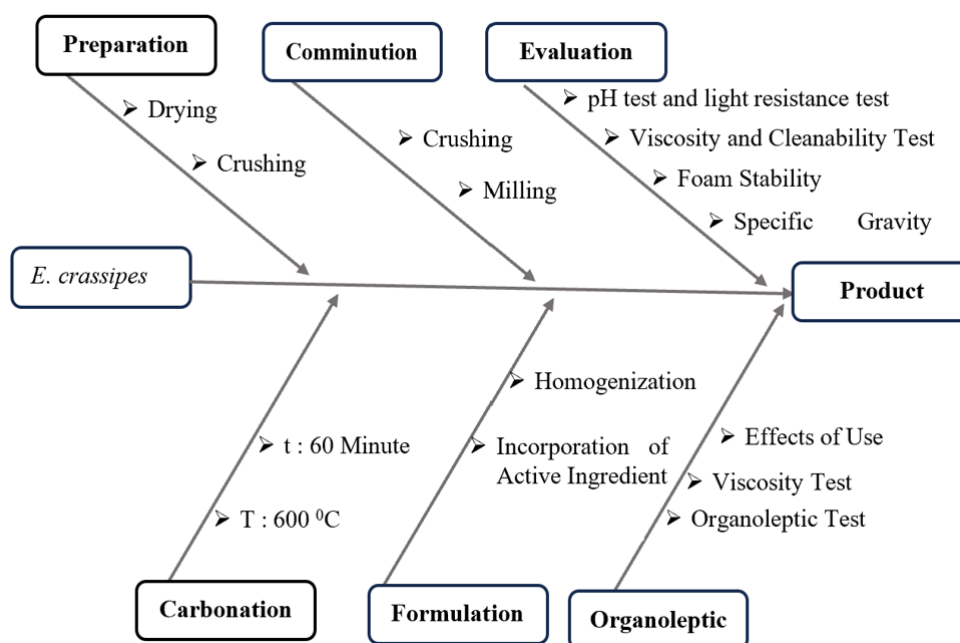 Preparation
Comminution
Evaluation
➢ Drying
➢ Crushing
➢ Crushing
➢ Milling
➢ pH test and light resistance test
➢ Viscosity and Cleanability Test
➢ Foam Stability
➢ Specific Gravity
E. crassipes
Product
➢ t : 60 Minute
➢ T : 600 ⁰C
➢ Homogenization
➢ Incorporation of
Active Ingredient
➢ Effects of Use
➢ Viscosity Test
➢ Organoleptic Test
Carbonation
Formulation
Organoleptic